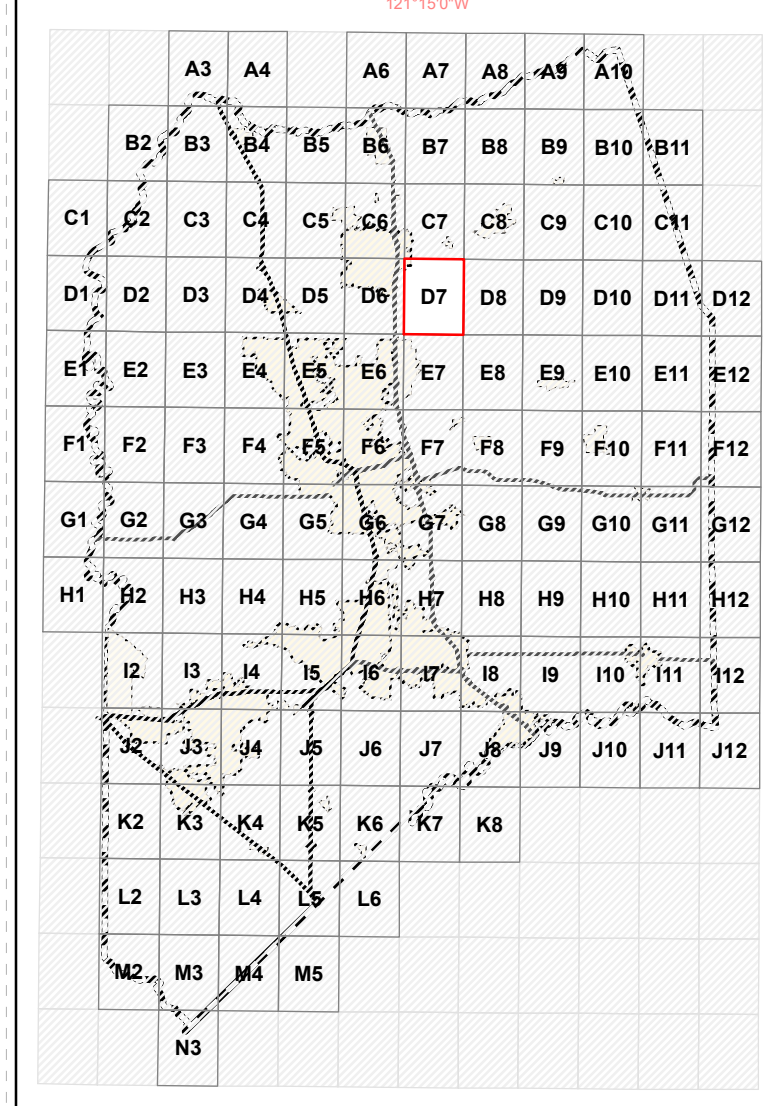 121°15'0"W
A3 A4 A6 A7 A8 A9 A10
B2 B3 B4 B5 B6 B7 B8 B9 B10 B11
C1 C2 C3 C4 C5 C6 C7 C8 C9 C10 C11
D1 D2 D3 D4 D5 D6 D7 D8 D9 D10 D11 D12
E1 E2 E3 E4 E5 E6 E7 E8 E9 E10 E11 E12
F1 F2 F3 F4 F5 F6 F7 F8 F9 F10 F11 F12
G1 G2 G3 G4 G5 G6 G7 G8 G9 G10 G11 G12
H1 H2 H3 H4 H5 H6 H7 H8 H9 H10 H11 H12
I2 I3 I4 I5 I6 I7 I8 I9 I10 I11 I12
J2 J3 J4 J5 J6 J7 J8 J9 J10 J11 J12
K2 K3 K4 K5 K6 K7 K8
L2 L3 L4 L5 L6
M2 M3 M4 M5
N3